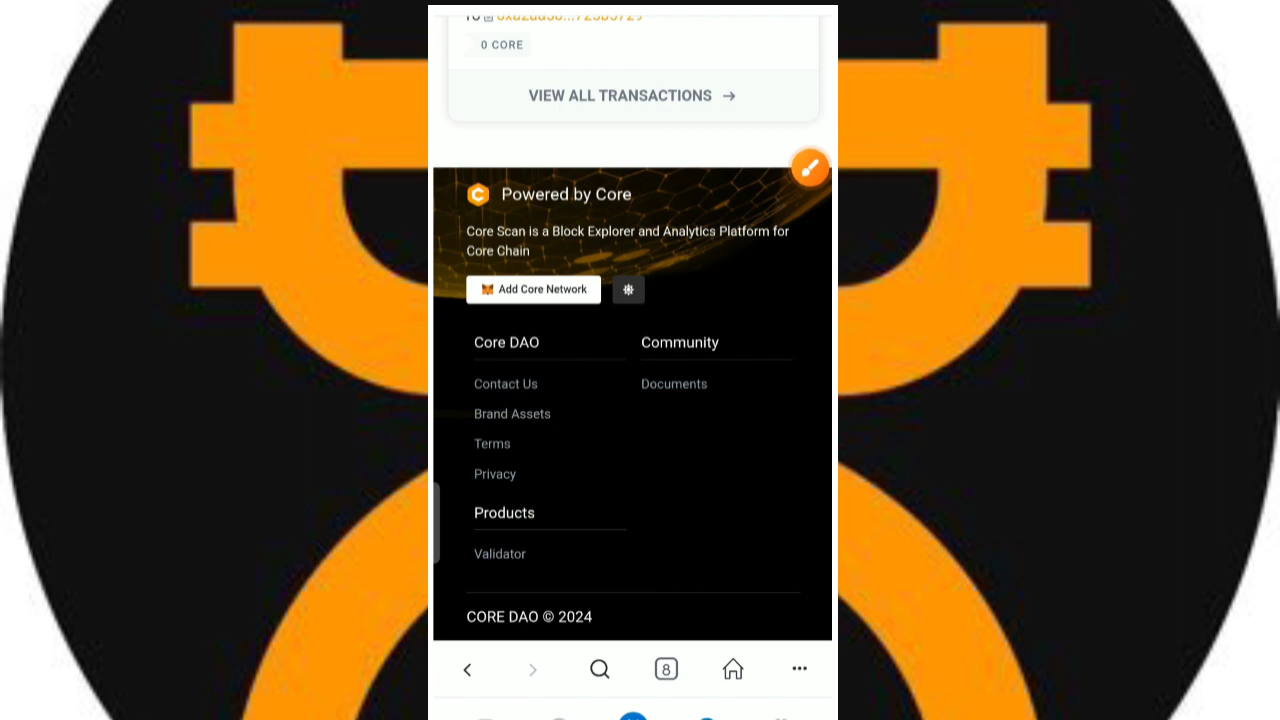 0 CORE
VIEW ALL TRANSACTIONS →
Powered by Core
Core Scan is a Block Explorer and Analytics Platform for
Core Chain
Add Core Network
Core DAO
Contact Us
Brand Assets
Terms
Privacy
Community
Documents
Products
Validator
CORE DAO © 2024
8